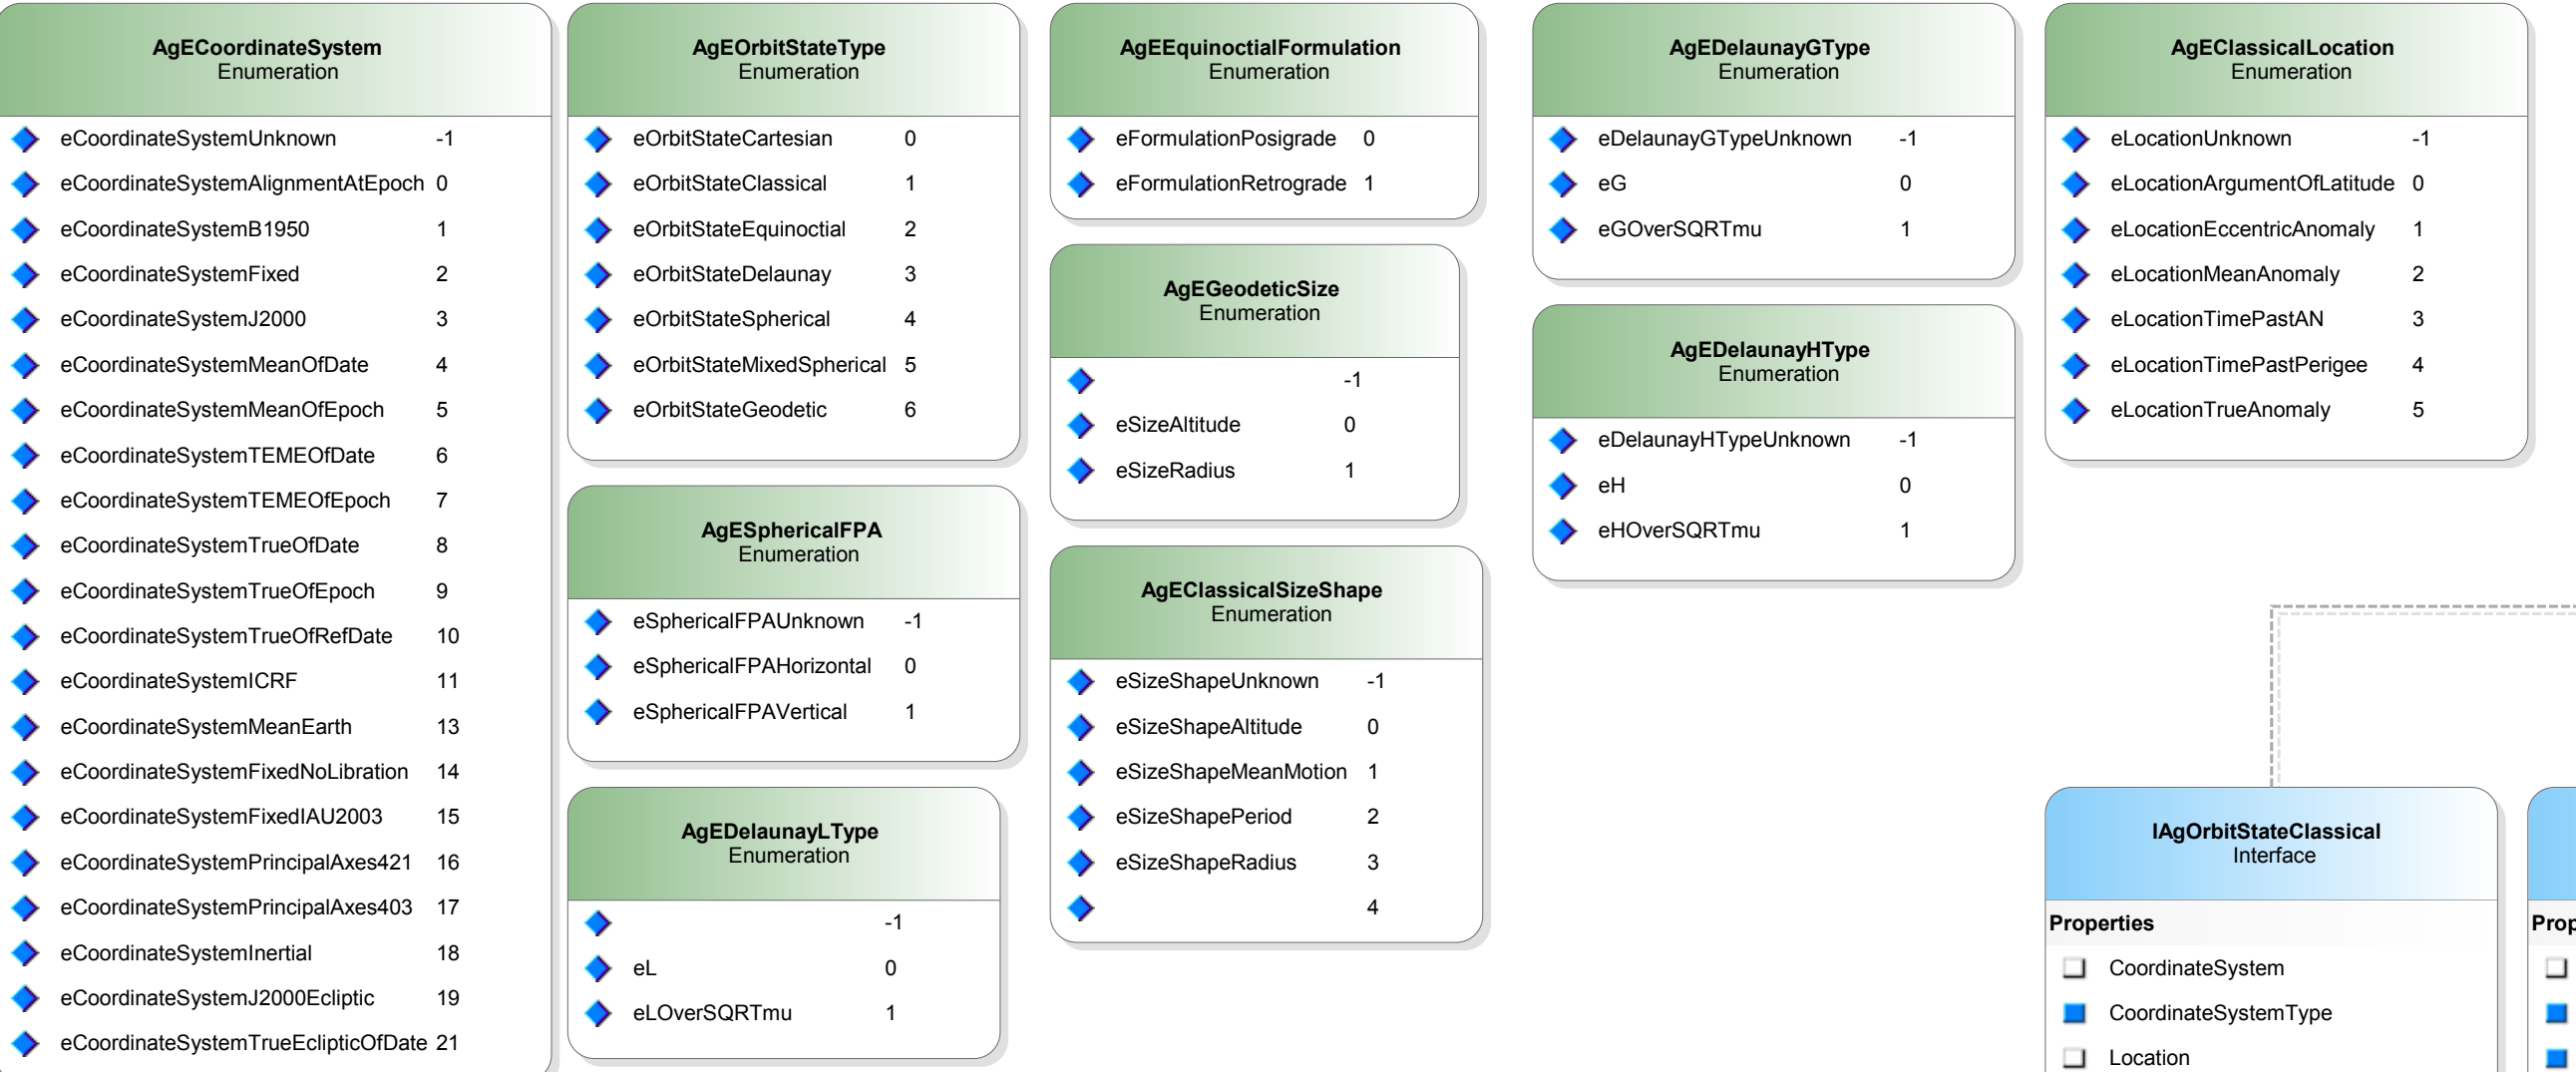 AgECoordinateSystem
Enumeration
eCoordinateSystemUnknown -1
eCoordinateSystemAlignmentAtEpoch 0
eCoordinateSystemB1950 1
eCoordinateSystemFixed 2
eCoordinateSystemJ2000 3
eCoordinateSystemMeanOfDate 4
eCoordinateSystemMeanOfEpoch 5
eCoordinateSystemTEMEOfDate 6
eCoordinateSystemTEMEOfEpoch 7
eCoordinateSystemTrueOfDate 8
eCoordinateSystemTrueOfEpoch 9
eCoordinateSystemTrueOfRefDate 10
eCoordinateSystemICRF 11
eCoordinateSystemMeanEarth 13
eCoordinateSystemFixedNoLibration 14
eCoordinateSystemFixedIAU2003 15
eCoordinateSystemPrincipalAxes421 16
eCoordinateSystemPrincipalAxes403 17
eCoordinateSystemInertial 18
eCoordinateSystemJ2000Ecliptic 19
eCoordinateSystemTrueEclipticOfDate 21
AgEOrbitStateType
Enumeration
eOrbitStateCartesian 0
eOrbitStateClassical 1
eOrbitStateEquinoctial 2
eOrbitStateDelaunay 3
eOrbitStateSpherical 4
eOrbitStateMixedSpherical 5
eOrbitStateGeodetic 6
AgESphericalFPA
Enumeration
eSphericalFPAUnknown -1
eSphericalFPAHorizontal 0
eSphericalFPAVertical 1
AgEDelaunayLType
Enumeration
-1
eL 0
eLOverSQRTmu 1
AgEEquinoctialFormulation
Enumeration
eFormulationPosigrade 0
eFormulationRetrograde 1
AgEGeodeticSize
Enumeration
-1
eSizeAltitude 0
eSizeRadius 1
AgEClassicalSizeShape
Enumeration
eSizeShapeUnknown -1
eSizeShapeAltitude 0
eSizeShapeMeanMotion 1
eSizeShapePeriod 2
eSizeShapeRadius 3
4
AgEDelaunayGType
Enumeration
eDelaunayGTypeUnknown -1
eG 0
eGOverSQRTmu 1
AgEDelaunayHType
Enumeration
eDelaunayHTypeUnknown -1
eH 0
eHOverSQRTmu 1
AgEClassicalLocation
Enumeration
eLocationUnknown -1
eLocationArgumentOfLatitude 0
eLocationEccentricAnomaly 1
eLocationMeanAnomaly 2
eLocationTimePastAN 3
eLocationTimePastPerigee 4
eLocationTrueAnomaly 5
IAgOrbitStateClassical
Interface
Properties
CoordinateSystem
CoordinateSystemType
Location
Prop